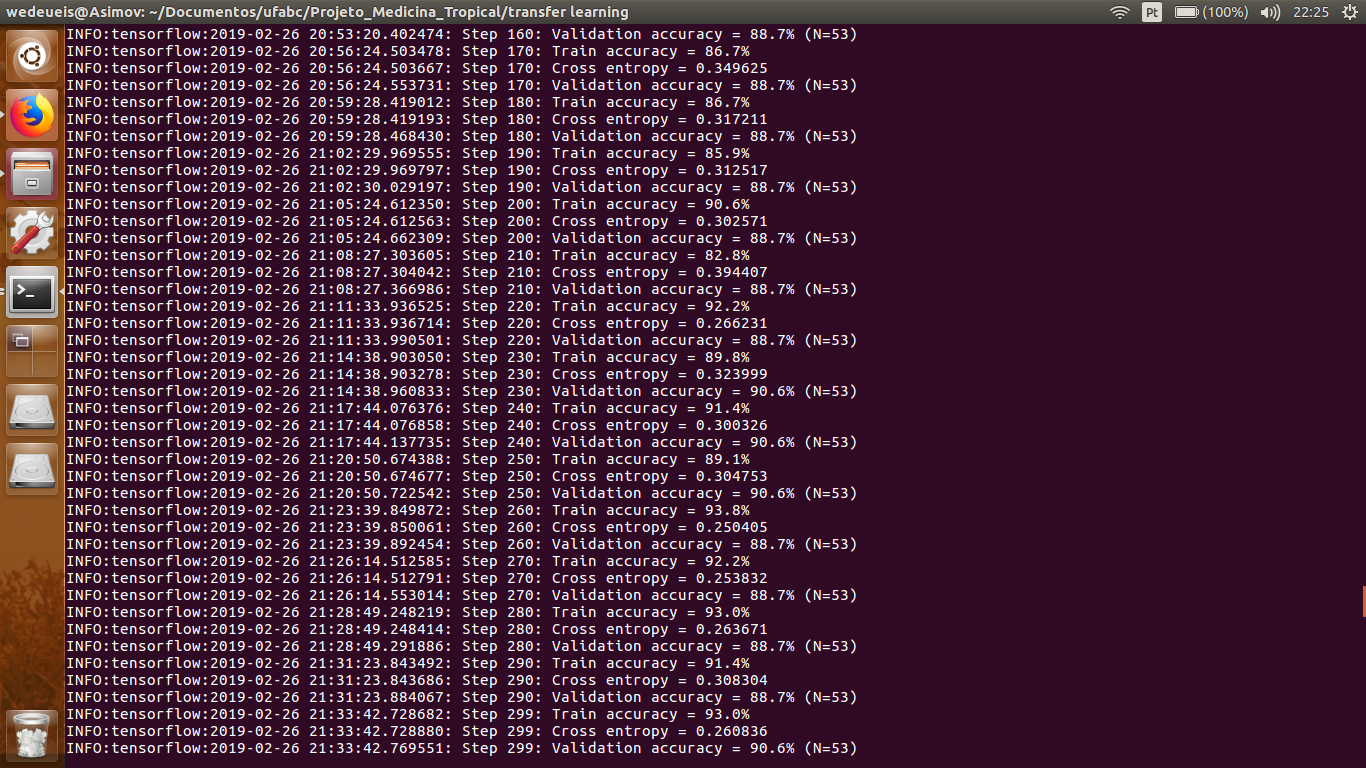 wedeueis@Asimov: ~/Documentos/ufabc/Projeto_Medicina_Tropical/transfer learning Pt (100%) 22:25
INFO:tensorflow:2019-02-26 20:53:20.402474: Step 160: Validation accuracy = 88.7% (N=53)
INFO:tensorflow:2019-02-26 20:56:24.503478: Step 170: Train accuracy = 86.7%
INFO:tensorflow:2019-02-26 20:56:24.503667: Step 170: Cross entropy = 0.349625
INFO:tensorflow:2019-02-26 20:56:24.553731: Step 170: Validation accuracy = 88.7% (N=53)
INFO:tensorflow:2019-02-26 20:59:28.419012: Step 180: Train accuracy = 86.7%
INFO:tensorflow:2019-02-26 20:59:28.419193: Step 180: Cross entropy = 0.317211
INFO:tensorflow:2019-02-26 20:59:28.468430: Step 180: Validation accuracy = 88.7% (N=53)
INFO:tensorflow:2019-02-26 21:02:29.969555: Step 190: Train accuracy = 85.9%
INFO:tensorflow:2019-02-26 21:02:29.969797: Step 190: Cross entropy = 0.312517
INFO:tensorflow:2019-02-26 21:02:30.029197: Step 190: Validation accuracy = 88.7% (N=53)
INFO:tensorflow:2019-02-26 21:05:24.612350: Step 200: Train accuracy = 90.6%
INFO:tensorflow:2019-02-26 21:05:24.612563: Step 200: Cross entropy = 0.302571
INFO:tensorflow:2019-02-26 21:05:24.662309: Step 200: Validation accuracy = 88.7% (N=53)
INFO:tensorflow:2019-02-26 21:08:27.303605: Step 210: Train accuracy = 82.8%
INFO:tensorflow:2019-02-26 21:08:27.304042: Step 210: Cross entropy = 0.394407
INFO:tensorflow:2019-02-26 21:08:27.366986: Step 210: Validation accuracy = 88.7% (N=53)
INFO:tensorflow:2019-02-26 21:11:33.936525: Step 220: Train accuracy = 92.2%
INFO:tensorflow:2019-02-26 21:11:33.936714: Step 220: Cross entropy = 0.266231
INFO:tensorflow:2019-02-26 21:11:33.990501: Step 220: Validation accuracy = 88.7% (N=53)
INFO:tensorflow:2019-02-26 21:14:38.903050: Step 230: Train accuracy = 89.8%
INFO:tensorflow:2019-02-26 21:14:38.903278: Step 230: Cross entropy = 0.323999
INFO:tensorflow:2019-02-26 21:14:38.960833: Step 230: Validation accuracy = 90.6% (N=53)
INFO:tensorflow:2019-02-26 21:17:44.076376: Step 240: Train accuracy = 91.4%
INFO:tensorflow:2019-02-26 21:17:44.076858: Step 240: Cross entropy = 0.300326
INFO:tensorflow:2019-02-26 21:17:44.137735: Step 240: Validation accuracy = 90.6% (N=53)
INFO:tensorflow:2019-02-26 21:20:50.674388: Step 250: Train accuracy = 89.1%
INFO:tensorflow:2019-02-26 21:20:50.674677: Step 250: Cross entropy = 0.304753
INFO:tensorflow:2019-02-26 21:20:50.722542: Step 250: Validation accuracy = 90.6% (N=53)
INFO:tensorflow:2019-02-26 21:23:39.849872: Step 260: Train accuracy = 93.8%
INFO:tensorflow:2019-02-26 21:23:39.850061: Step 260: Cross entropy = 0.250405
INFO:tensorflow:2019-02-26 21:23:39.892454: Step 260: Validation accuracy = 88.7% (N=53)
INFO:tensorflow:2019-02-26 21:26:14.512585: Step 270: Train accuracy = 92.2%
INFO:tensorflow:2019-02-26 21:26:14.512791: Step 270: Cross entropy = 0.253832
INFO:tensorflow:2019-02-26 21:26:14.553014: Step 270: Validation accuracy = 88.7% (N=53)
INFO:tensorflow:2019-02-26 21:28:49.248219: Step 280: Train accuracy = 93.0%
INFO:tensorflow:2019-02-26 21:28:49.248414: Step 280: Cross entropy = 0.263671
INFO:tensorflow:2019-02-26 21:28:49.291886: Step 280: Validation accuracy = 88.7% (N=53)
INFO:tensorflow:2019-02-26 21:31:23.843492: Step 290: Train accuracy = 91.4%
INFO:tensorflow:2019-02-26 21:31:23.843686: Step 290: Cross entropy = 0.308304
INFO:tensorflow:2019-02-26 21:31:23.884067: Step 290: Validation accuracy = 88.7% (N=53)
INFO:tensorflow:2019-02-26 21:33:42.728682: Step 299: Train accuracy = 93.0%
INFO:tensorflow:2019-02-26 21:33:42.728880: Step 299: Cross entropy = 0.260836
INFO:tensorflow:2019-02-26 21:33:42.769551: Step 299: Validation accuracy = 90.6% (N=53)